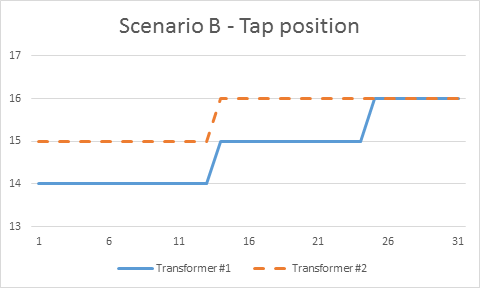 Scenario B - Tap position
17
16
15
14
13
1 6 11 16 21 26 31
Transformer #1 Transformer #2